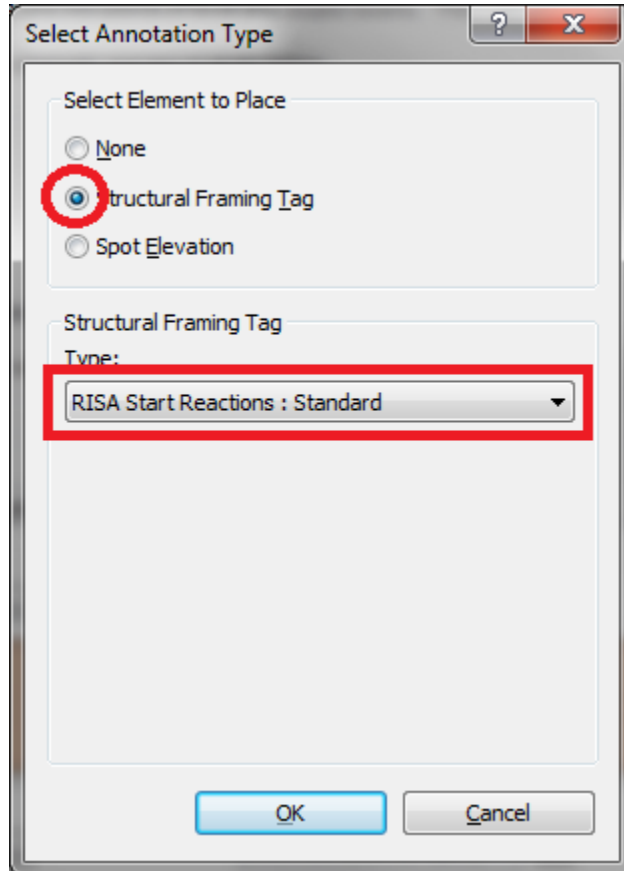 Select Annotation Type
?
Select Element to Place
None
Structural Framing Tag
Spot Elevation
Structural Framing Tag
Type:
RISA Start Reactions : Standard
OK
Cancel